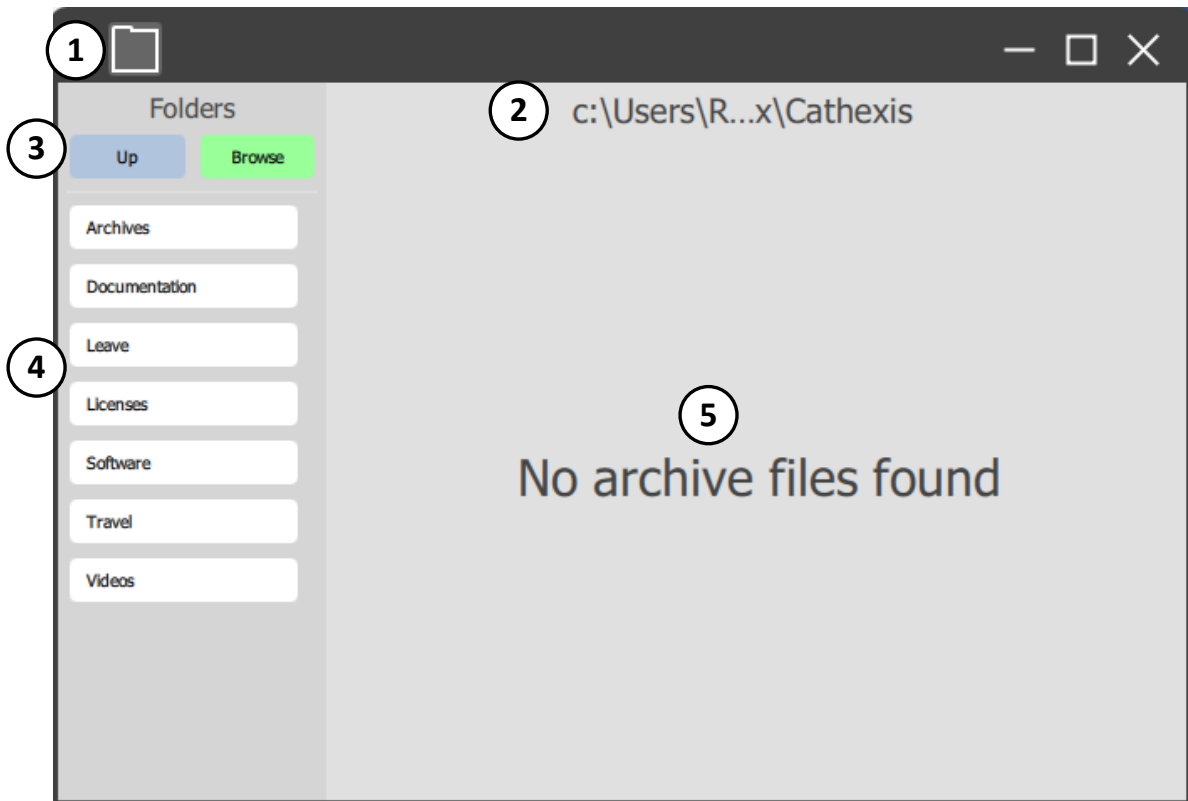 1
Folders
2 c:\Users\R...x\Cathexis
3 Up Browse
Archives
Documentation
Leave
4
Licenses
5
Software
No archive files found
Travel
Videos